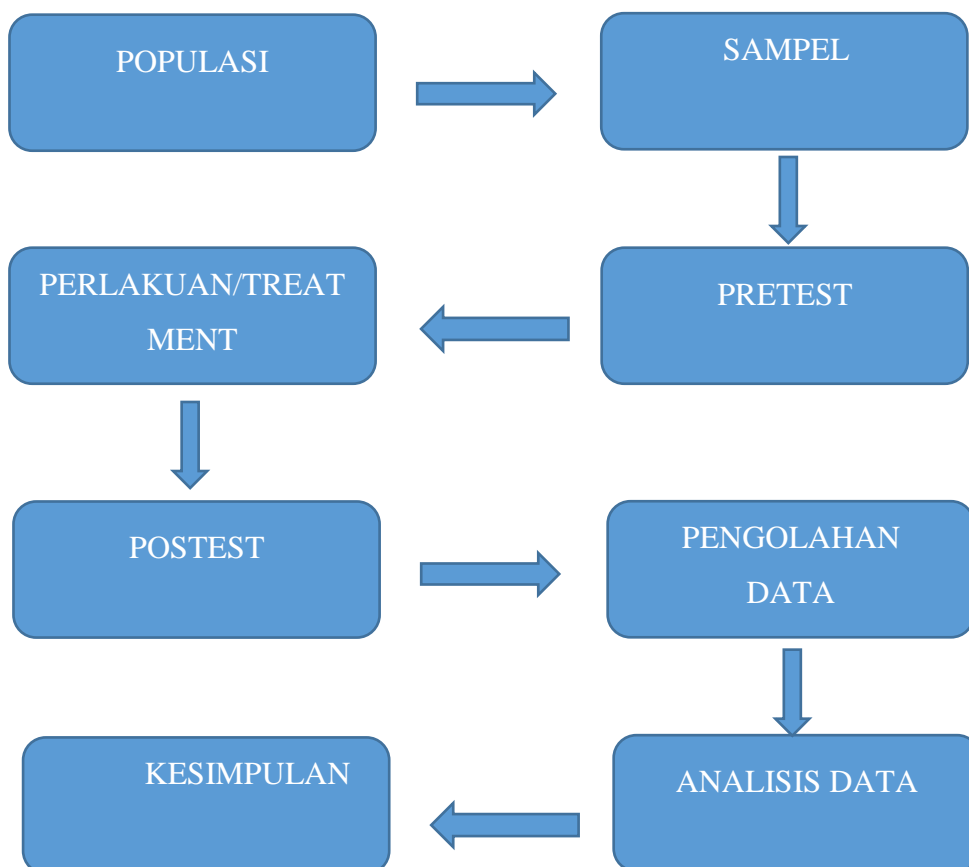 POPULASI
SAMPEL
PRETEST
PERLAKUAN/TREAT
MENT
POSTEST
PENGOLAHAN
DATA
ANALISIS DATA
KESIMPULAN